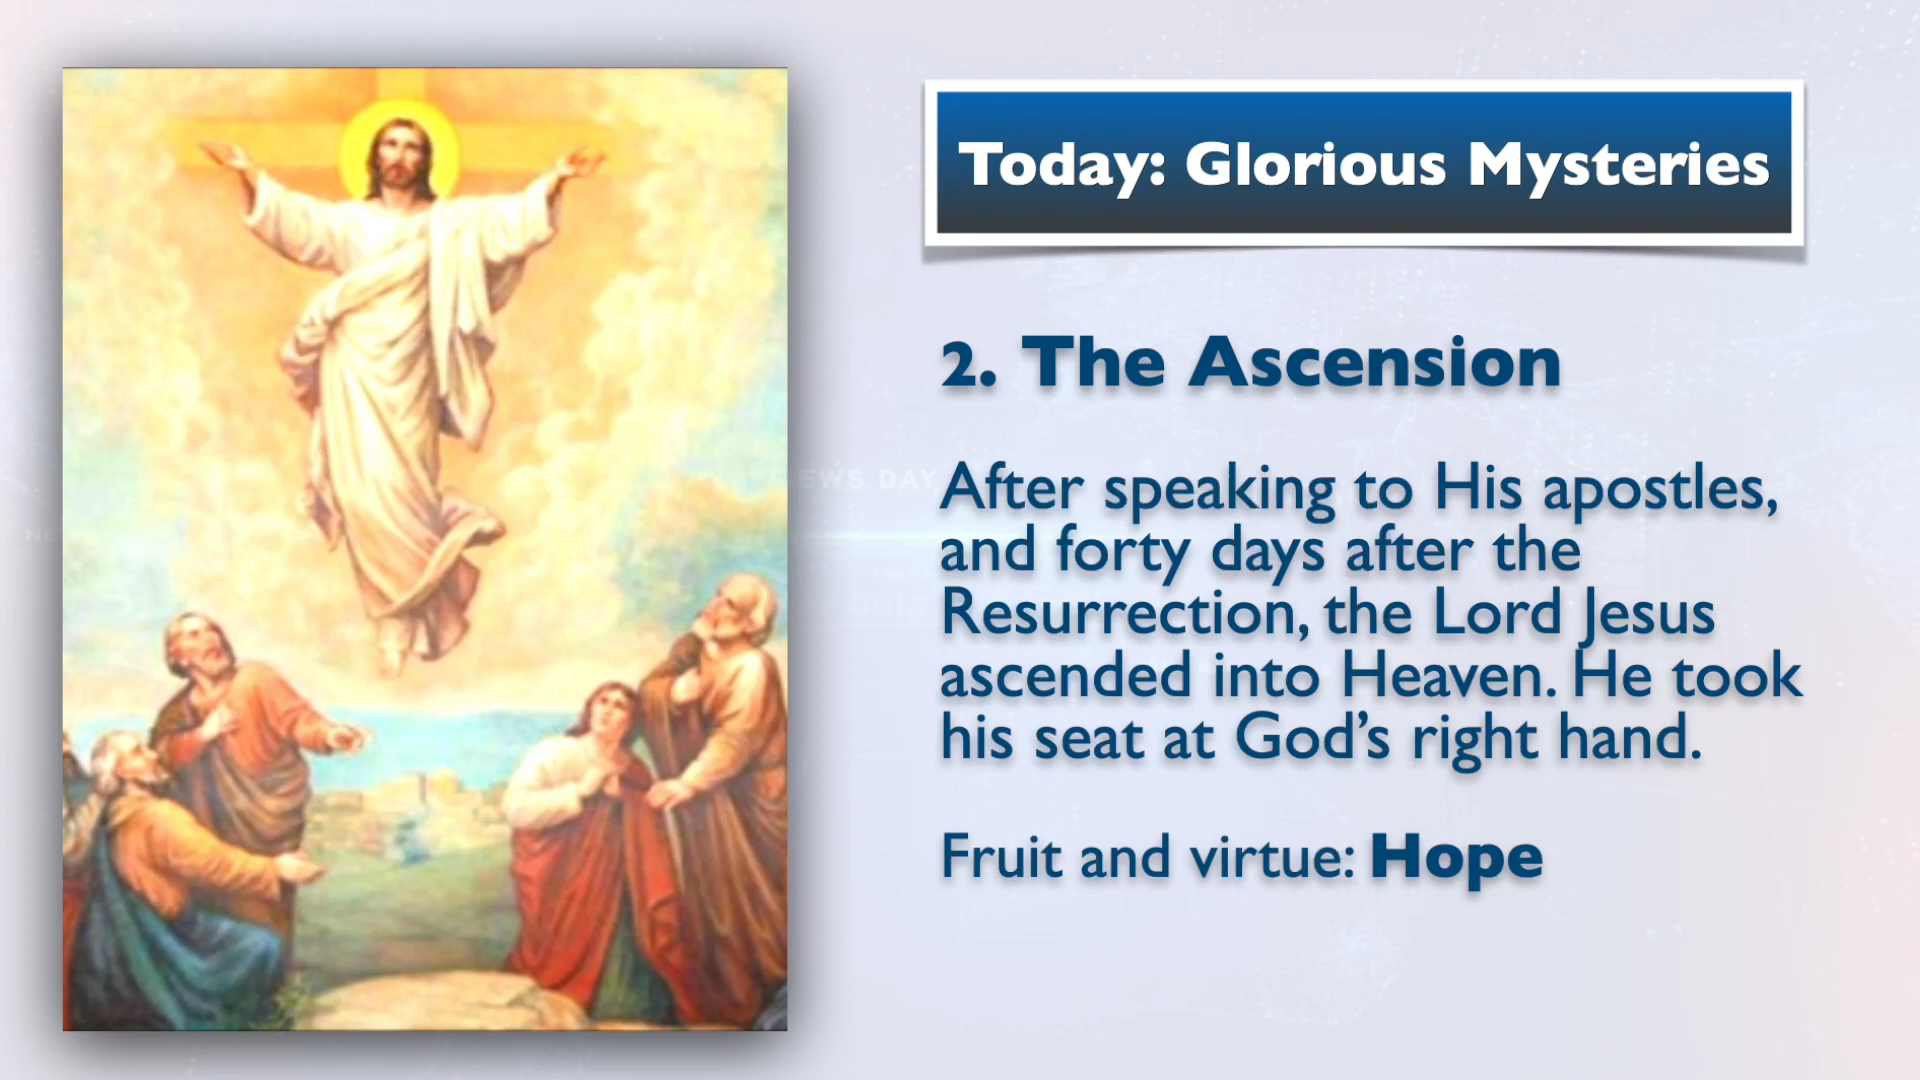 Today: Glorious Mysteries
2. The Ascension
After speaking to His apostles,
and forty days after the
Resurrection, the Lord Jesus
ascended into Heaven. He took
his seat at God’s right hand.
Fruit and virtue: Hope